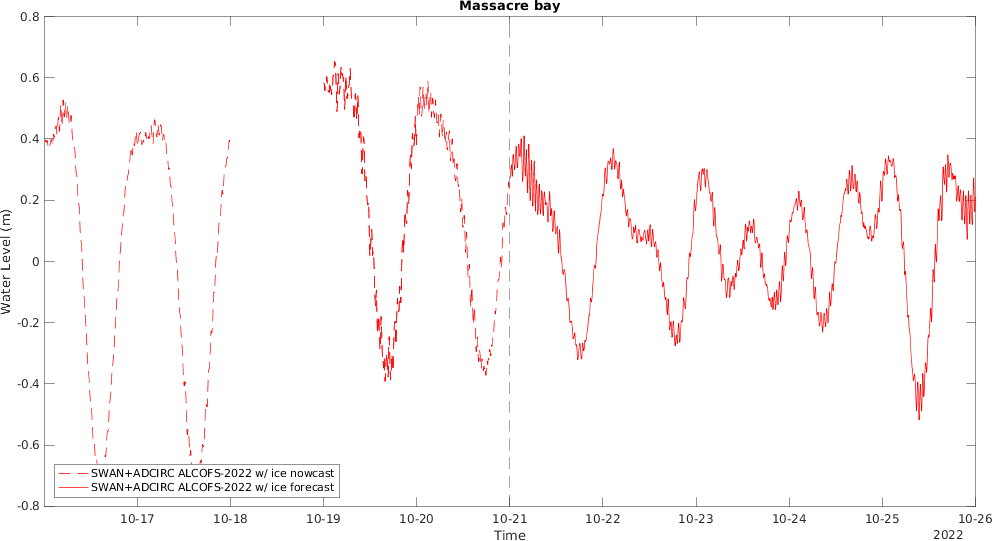 Massacre bay
0.8
0.6
0.4
0.2
0
-0.2
-0.4
-0.6
-0.8
Water Level (m)
SWAN+ADCIRC ALCOFS-2022 w/ ice nowcast
SWAN+ADCIRC ALCOFS-2022 w/ ice forecast
10-17 10-18 10-19 10-20 10-21 10-22 10-23 10-24 10-25 10-26
Time
2022